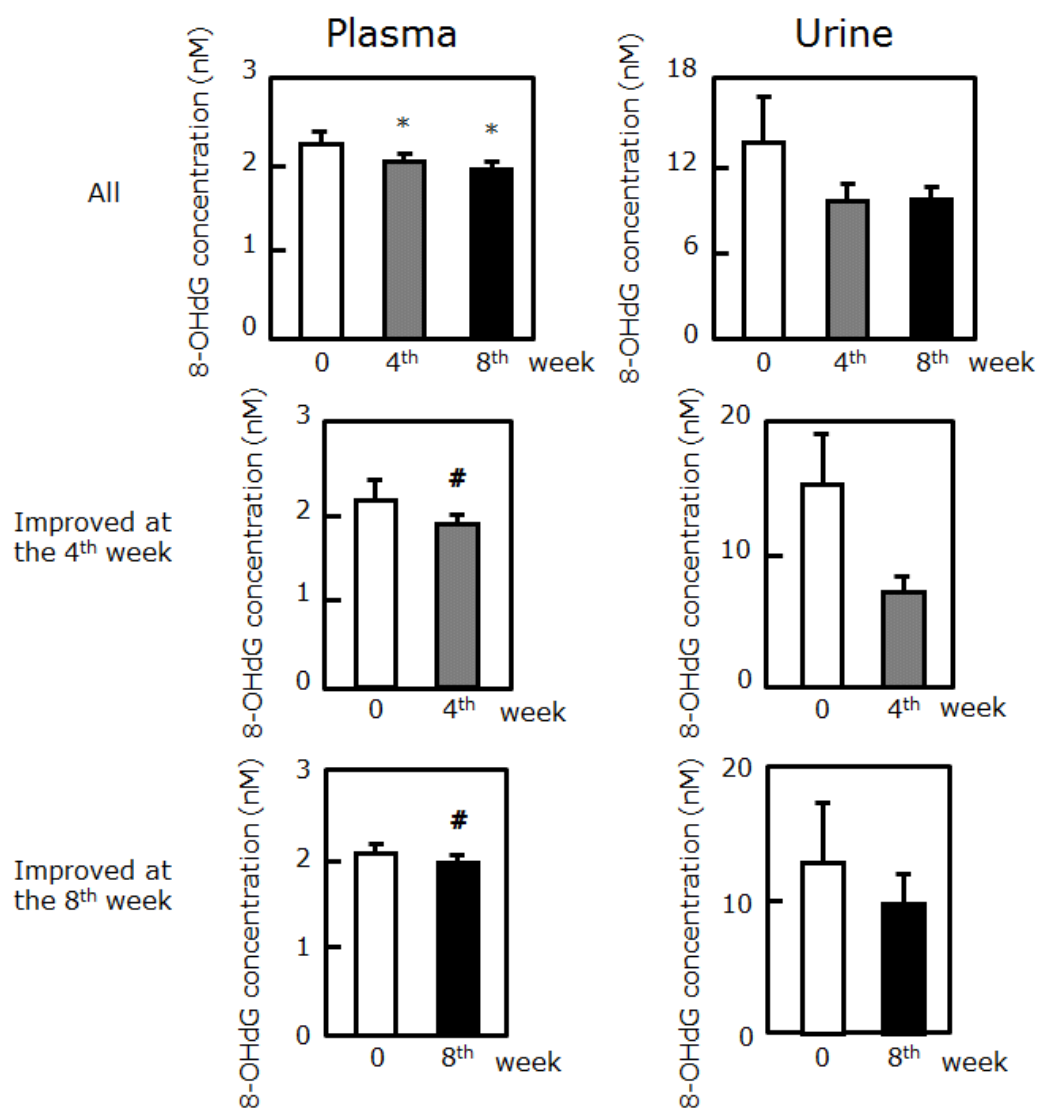 Plasma
Urine
All
8-OHdG concentration (nM)
3
2
1
0
*
*
0 4th 8th week
8-OHdG concentration (nM)
18
12
6
0
0 4th 8th week
Improved at
the 4th week
8-OHdG concentration (nM)
3
2
1
0
#
0 4th week
8-OHdG concentration (nM)
20
10
0
0 4th week
Improved at
the 8th week
8-OHdG concentration (nM)
3
2
1
0
#
0 8th week
8-OHdG concentration (nM)
20
10
0
0 8th week